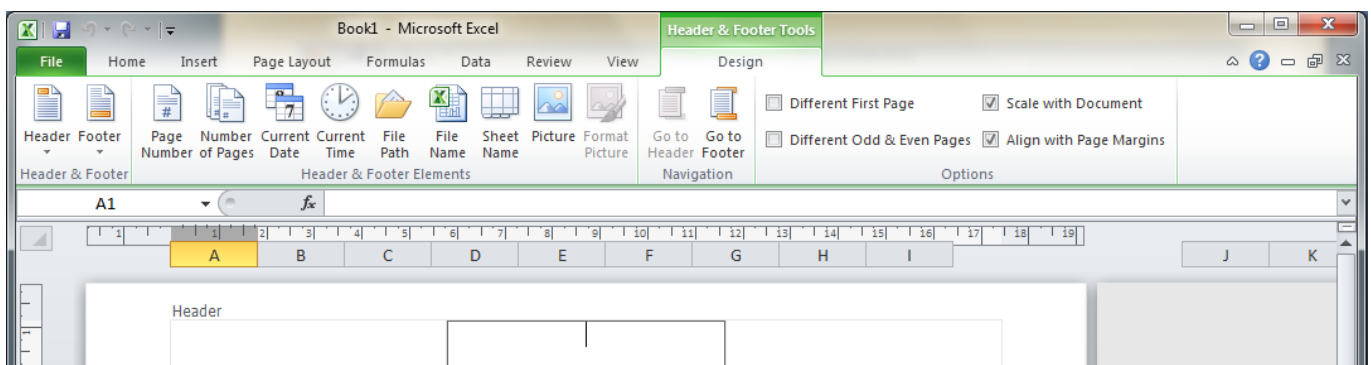 Book1 - Microsoft Excel
Header & Footer Tools
File Home Insert Page Layout Formulas Data Review View Design
Different First Page Scale with Document
Header Footer Page Number Current Current File File Sheet Picture Format Go to Go to
Number of Pages Date Time Path Name Name Picture Header Footer
Different Odd & Even Pages Align with Page Margins
Header & Footer Header & Footer Elements Navigation Options
A1 fx
1 1 2 3 4 5 6 7 8 9 10 11 12 13 14 15 16 17 18 19
A B C D E F G H I J K
Header
1